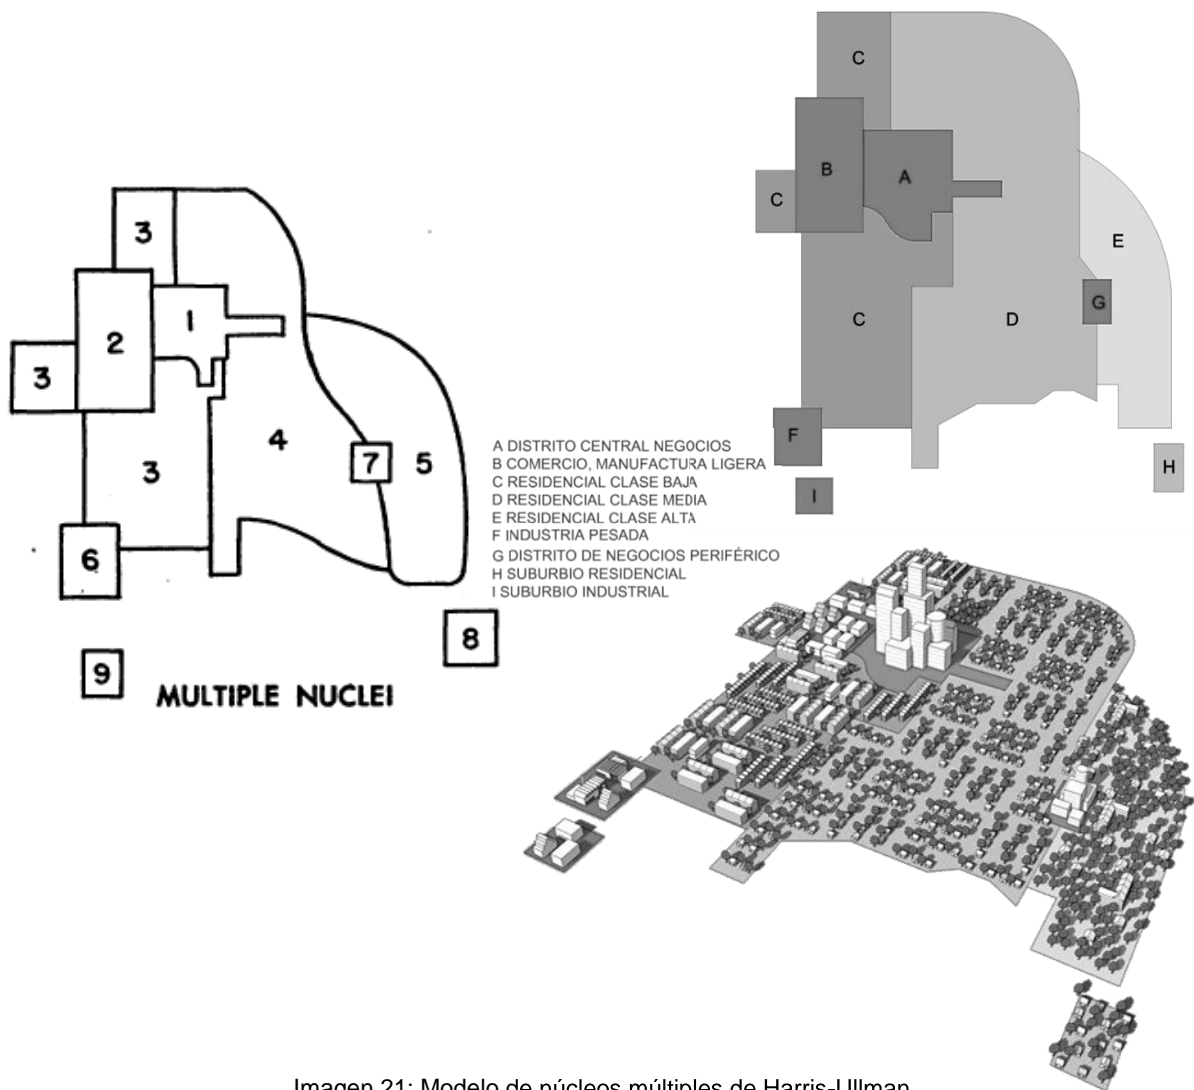 3
1
2
3
4
7
5
3
6
8
9
MULTIPLE NUCLEI
C
B
A
C
E
G
C
D
F
H
I
A DISTRITO CENTRAL NEGOCIOS
B COMERCIO, MANUFACTURA LIGERA
C RESIDENCIAL CLASE BAJA
D RESIDENCIAL CLASE MEDIA
E RESIDENCIAL CLASE ALTA
F INDUSTRIA PESADA
G DISTRITO DE NEGOCIOS PERIFÉRICO
H SUBURBIO RESIDENCIAL
I SUBURBIO INDUSTRIAL
Imagen 21: Modelo de núcleos múltiples de Harris-Ullman